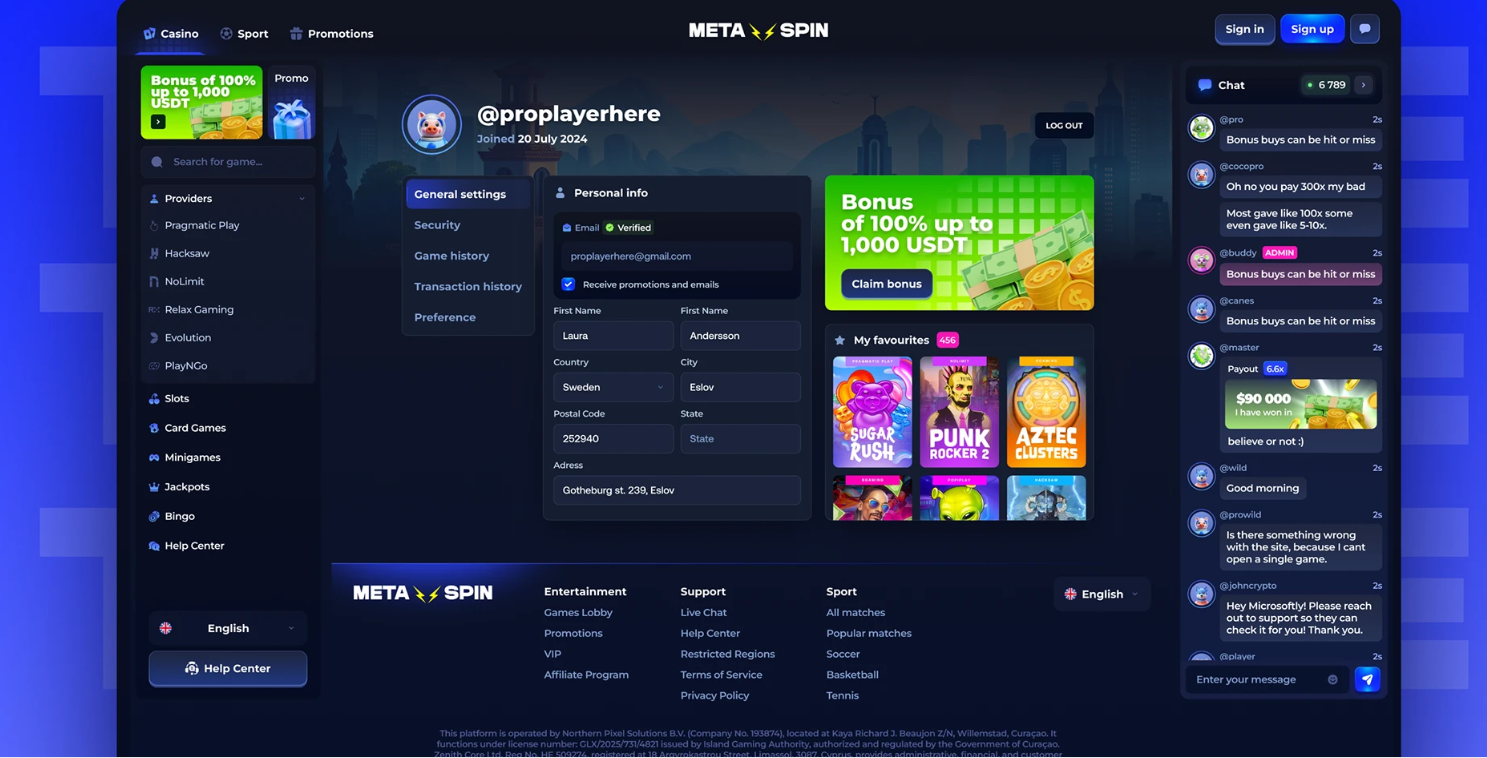 Casino
Sport
Promotions
META SPIN
Sign in
Sign up
Bonus of 100%
up to 1,000
USDT
Promo
Search for game...
Providers
Pragmatic Play
Hacksaw
NoLimit
Relax Gaming
Evolution
PlayNGo
Slots
Card Games
Minigames
Jackpots
Bingo
Help Center
English
Help Center
@proplayerhere
Joined 20 July 2024
LOG OUT
General settings
Security
Game history
Transaction history
Preference
Personal info
Email Verified
proplayerhere@gmail.com
Receive promotions and emails
First Name
First Name
Laura
Andersson
Country
City
Sweden
Eslov
Postal Code
State
252940
State
Adress
Gotheburg st. 239, Eslov
Bonus
of 100% up to
1,000 USDT
Claim bonus
My favourites 456
PRAGMATIC PLAY
SUGAR
RUSH
NOLIMIT
PUNK
ROCKER 2
AZTEC
CLUSTERS
HACKSAW
META SPIN
Entertainment
Games Lobby
Promotions
VIP
Affiliate Program
Support
Live Chat
Help Center
Restricted Regions
Terms of Service
Privacy Policy
Sport
All matches
Popular matches
Soccer
Basketball
Tennis
English
This platform is operated by Northern Pixel Solutions B.V. (Company No. 193874), located at Kaya Richard J. Beaujon Z/N, Willemstad, Curaçao. It
functions under license number: GLX/2025/731/4821 issued by Island Gaming Authority, authorized and regulated by the Government of Curaçao.
Zenith Core Ltd, Reg No. HE 509274, registered at 18 Argyrokastrou Street, Limassol, 3087, Cyprus, provides administrative, financial, and customer
Chat
6 789
@pro 2s
Bonus buys can be hit or miss
@cocopro 2s
Oh no you pay 300x my bad
Most gave like 100x some
even gave like 5-10x.
@buddy ADMIN 2s
Bonus buys can be hit or miss
@canes 2s
Bonus buys can be hit or miss
@master 2s
Payout 6.6x
$90 000
I have won in
believe or not :)
@wild 2s
Good morning
@prowild 2s
Is there something wrong
with the site, because I cant
open a single game.
@johncrypto 2s
Hey Microsoftly! Please reach
out to support so they can
check it for you! Thank you.
@player 2s
Enter your message